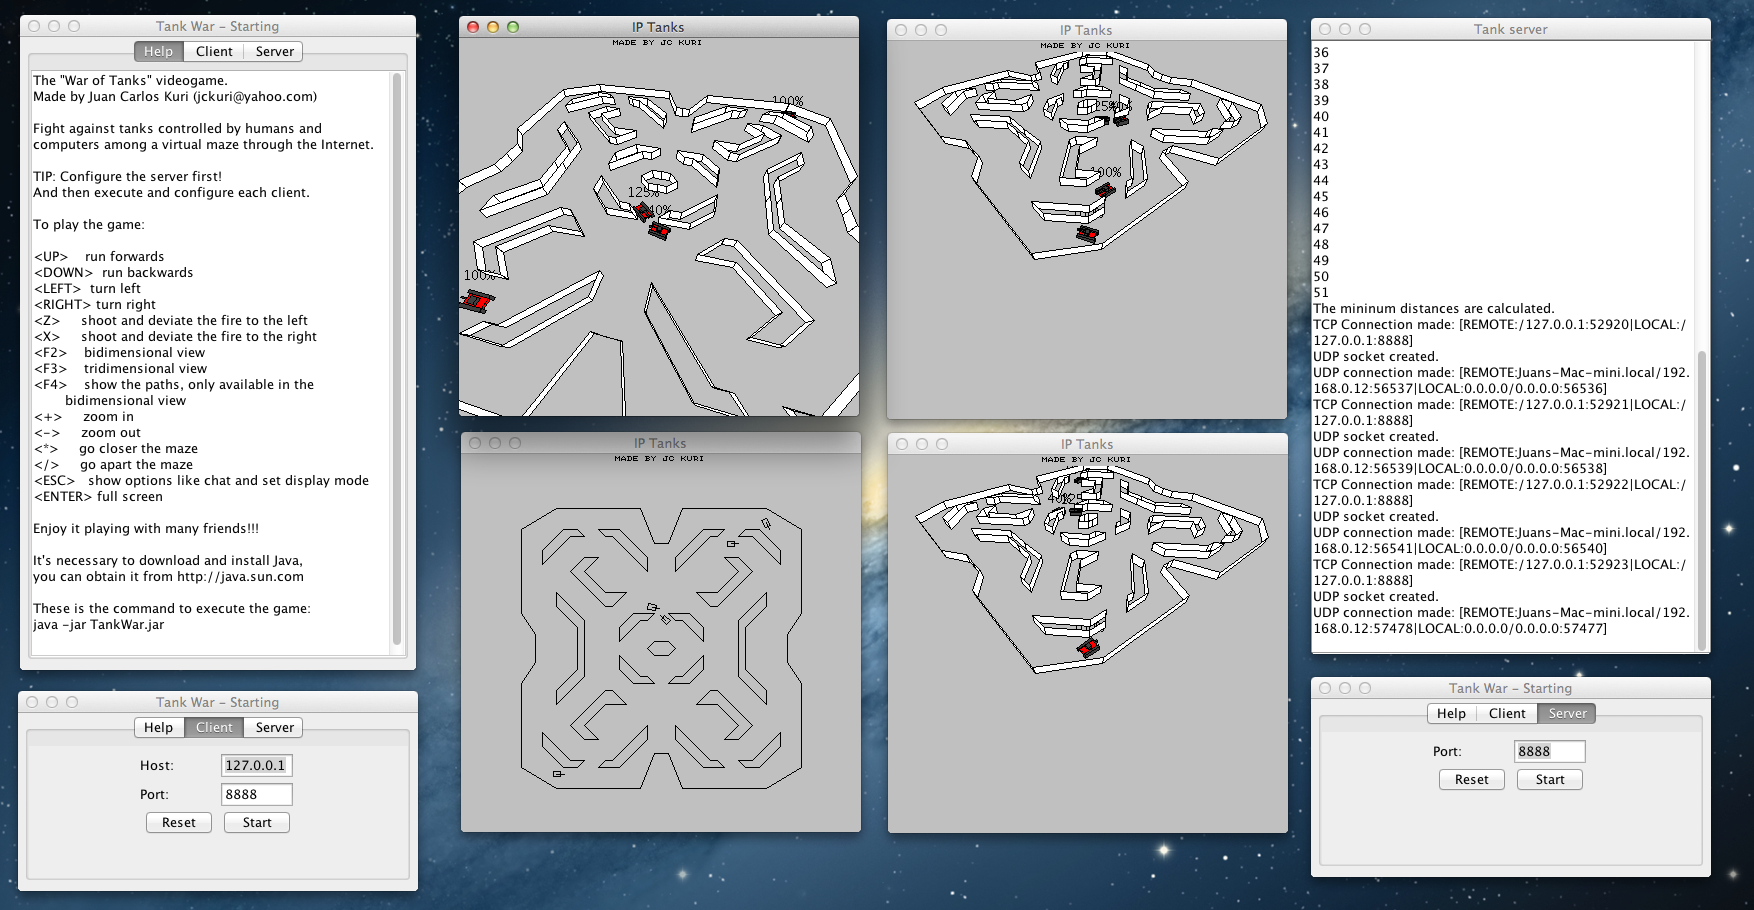 Tank War – Starting
Help Client Server
The "War of Tanks" videogame.
Made by Juan Carlos Kuri (jckuri@yahoo.com)
Fight against tanks controlled by humans and
computers among a virtual maze through the Internet.
TIP: Configure the server first!
And then execute and configure each client.
To play the game:
<UP> run forwards
<DOWN> run backwards
<LEFT> turn left
<RIGHT> turn right
<Z> shoot and deviate the fire to the left
<X> shoot and deviate the fire to the right
<F2> bidimensional view
<F3> tridimensional view
<F4> show the paths, only available in the
bidimensional view
<+> zoom in
<-> zoom out
<*> go closer the maze
</> go apart the maze
<ESC> show options like chat and set display mode
<ENTER> full screen
Enjoy it playing with many friends!!!
It's necessary to download and install Java,
you can obtain it from http://java.sun.com
These is the command to execute the game:
java -jar TankWar.jar
Tank War – Starting
Help Client Server
Host: 127.0.0.1
Port: 8888
Reset Start
IP Tanks
MADE BY JC KURI
100%
125%
40%
100%
IP Tanks
MADE BY JC KURI
100%
IP Tanks
MADE BY JC KURI
IP Tanks
MADE BY JC KURI
Tank server
36
37
38
39
40
41
42
43
44
45
46
47
48
49
50
51
The mininum distances are calculated.
TCP Connection made: [REMOTE:/127.0.0.1:52920|LOCAL:/
127.0.0.1:8888]
UDP socket created.
UDP connection made: [REMOTE:Juans-Mac-mini.local/192.
168.0.12:56537|LOCAL:0.0.0.0/0.0.0.0:56536]
TCP Connection made: [REMOTE:/127.0.0.1:52921|LOCAL:/
127.0.0.1:8888]
UDP socket created.
UDP connection made: [REMOTE:Juans-Mac-mini.local/192.
168.0.12:56539|LOCAL:0.0.0.0/0.0.0.0:56538]
TCP Connection made: [REMOTE:/127.0.0.1:52922|LOCAL:/
127.0.0.1:8888]
UDP socket created.
UDP connection made: [REMOTE:Juans-Mac-mini.local/192.
168.0.12:56541|LOCAL:0.0.0.0/0.0.0.0:56540]
TCP Connection made: [REMOTE:/127.0.0.1:52923|LOCAL:/
127.0.0.1:8888]
UDP socket created.
UDP connection made: [REMOTE:Juans-Mac-mini.local/192.
168.0.12:57478|LOCAL:0.0.0.0/0.0.0.0:57477]
Tank War – Starting
Help Client Server
Port: 8888
Reset Start